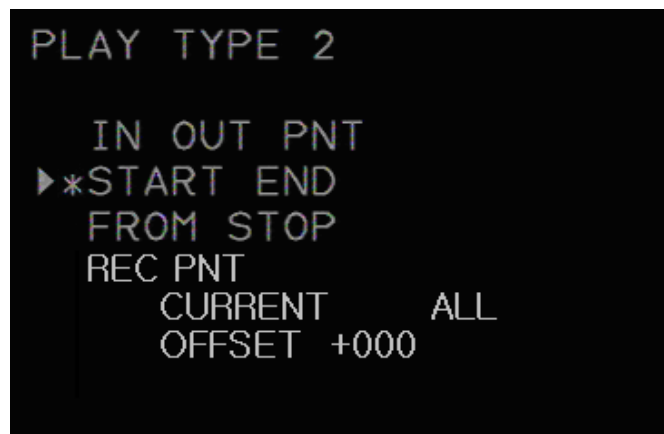 PLAY TYPE 2
IN OUT PNT
▶*START END
FROM STOP
REC PNT
CURRENT ALL
OFFSET +000